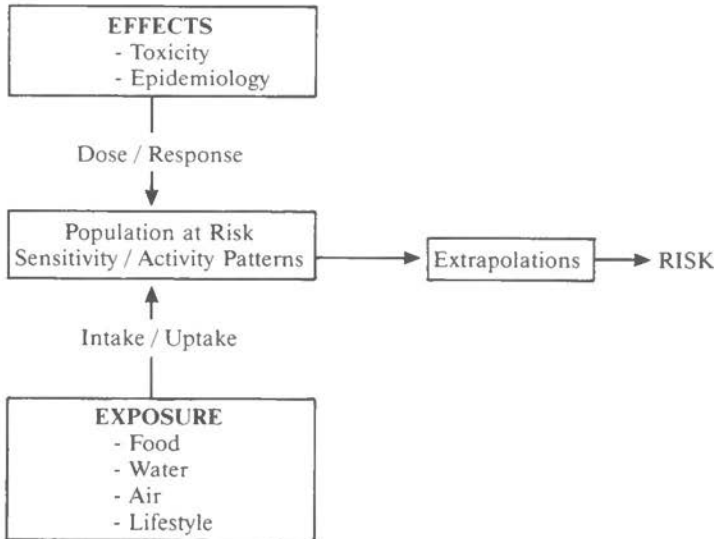 EFFECTS
- Toxicity
- Epidemiology
Dose / Response
Population at Risk
Sensitivity / Activity Patterns
Extrapolations
RISK
Intake / Uptake
EXPOSURE
- Food
- Water
- Air
- Lifestyle